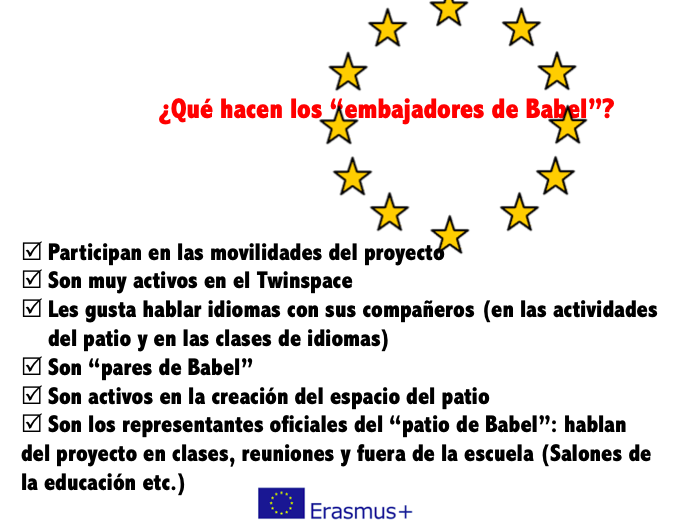 ¿Qué hacen los “embajadores de Babel”?
☑ Participan en las movilidades del proyecto
☑ Son muy activos en el Twinspace
☑ Les gusta hablar idiomas con sus compañeros (en las actividades
del patio y en las clases de idiomas)
☑ Son “pares de Babel”
☑ Son activos en la creación del espacio del patio
☑ Son los representantes oficiales del “patio de Babel”: hablan
del proyecto en clases, reuniones y fuera de la escuela (Salones de
la educación etc.)
Erasmus+